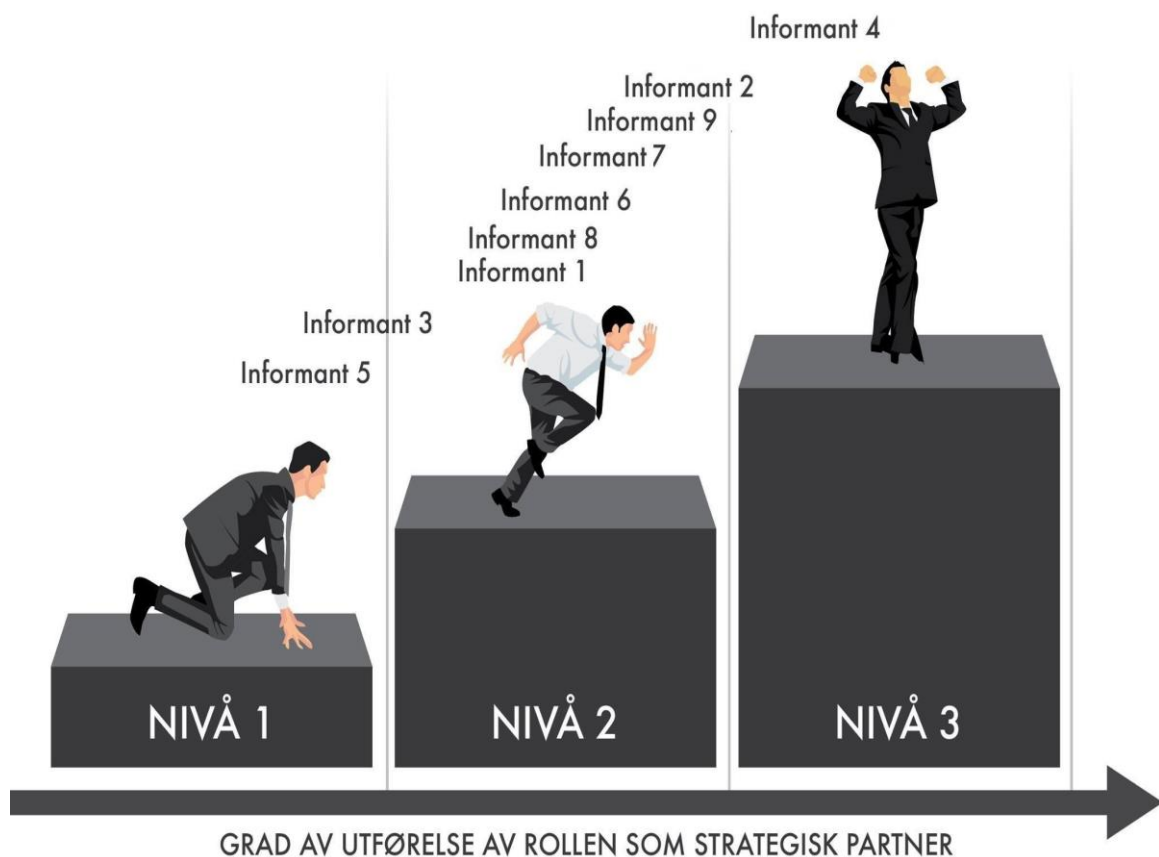 Informant 4
Informant 2
Informant 9
Informant 7
Informant 6
Informant 8
Informant 1
Informant 3
Informant 5
NIVÅ 1
NIVÅ 2
NIVÅ 3
GRAD AV UTFØRELSE AV ROLLEN SOM STRATEGISK PARTNER